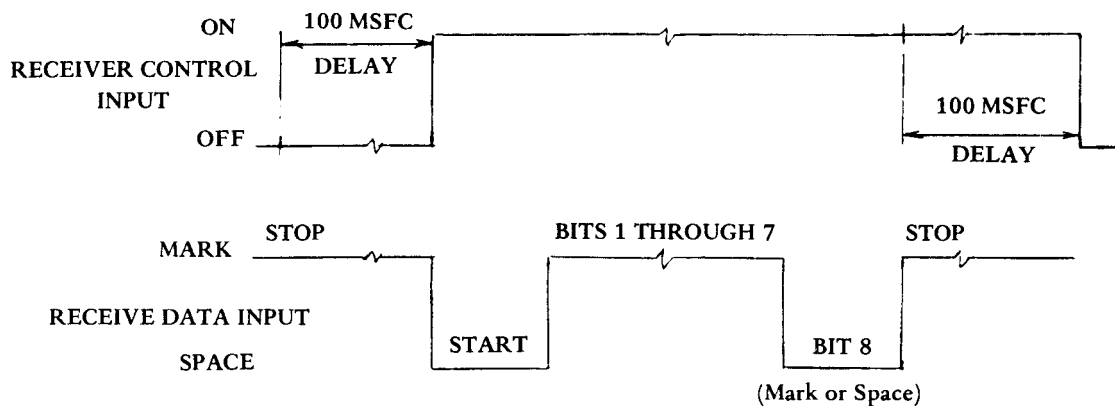 ON
100 MSFC
DELAY
RECEIVER CONTROL
INPUT
OFF
100 MSFC
DELAY
MARK
STOP
BITS 1 THROUGH 7
STOP
RECEIVE DATA INPUT
SPACE
START
BIT 8
(Mark or Space)